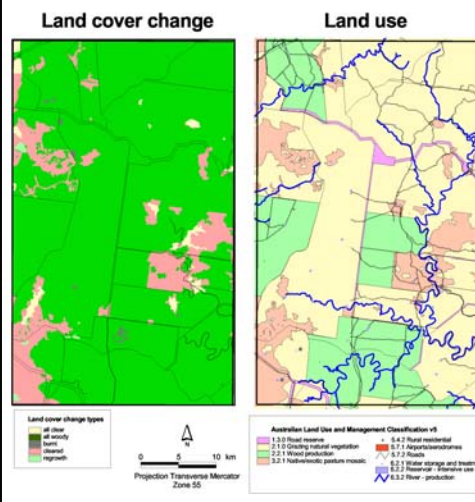 Land cover change
Land use
Land cover change types
all clear
all woody
burnt
cleared
regrowth
N
0 5 10 km
Projection Transverse Mercator
Zone 55
Australian Land Use and Management Classification v5
1.3.0 Road reserve
2.1.0 Grazing natural vegetation
2.2.1 Wood production
3.2.1 Native/exotic pasture mosaic
5.4.2 Rural residential
5.7.1 Airports/aerodromes
5.7.2 Roads
6.2.1 Water storage and treatm
6.2.2 Reservoir - intensive use
6.3.2 River - production